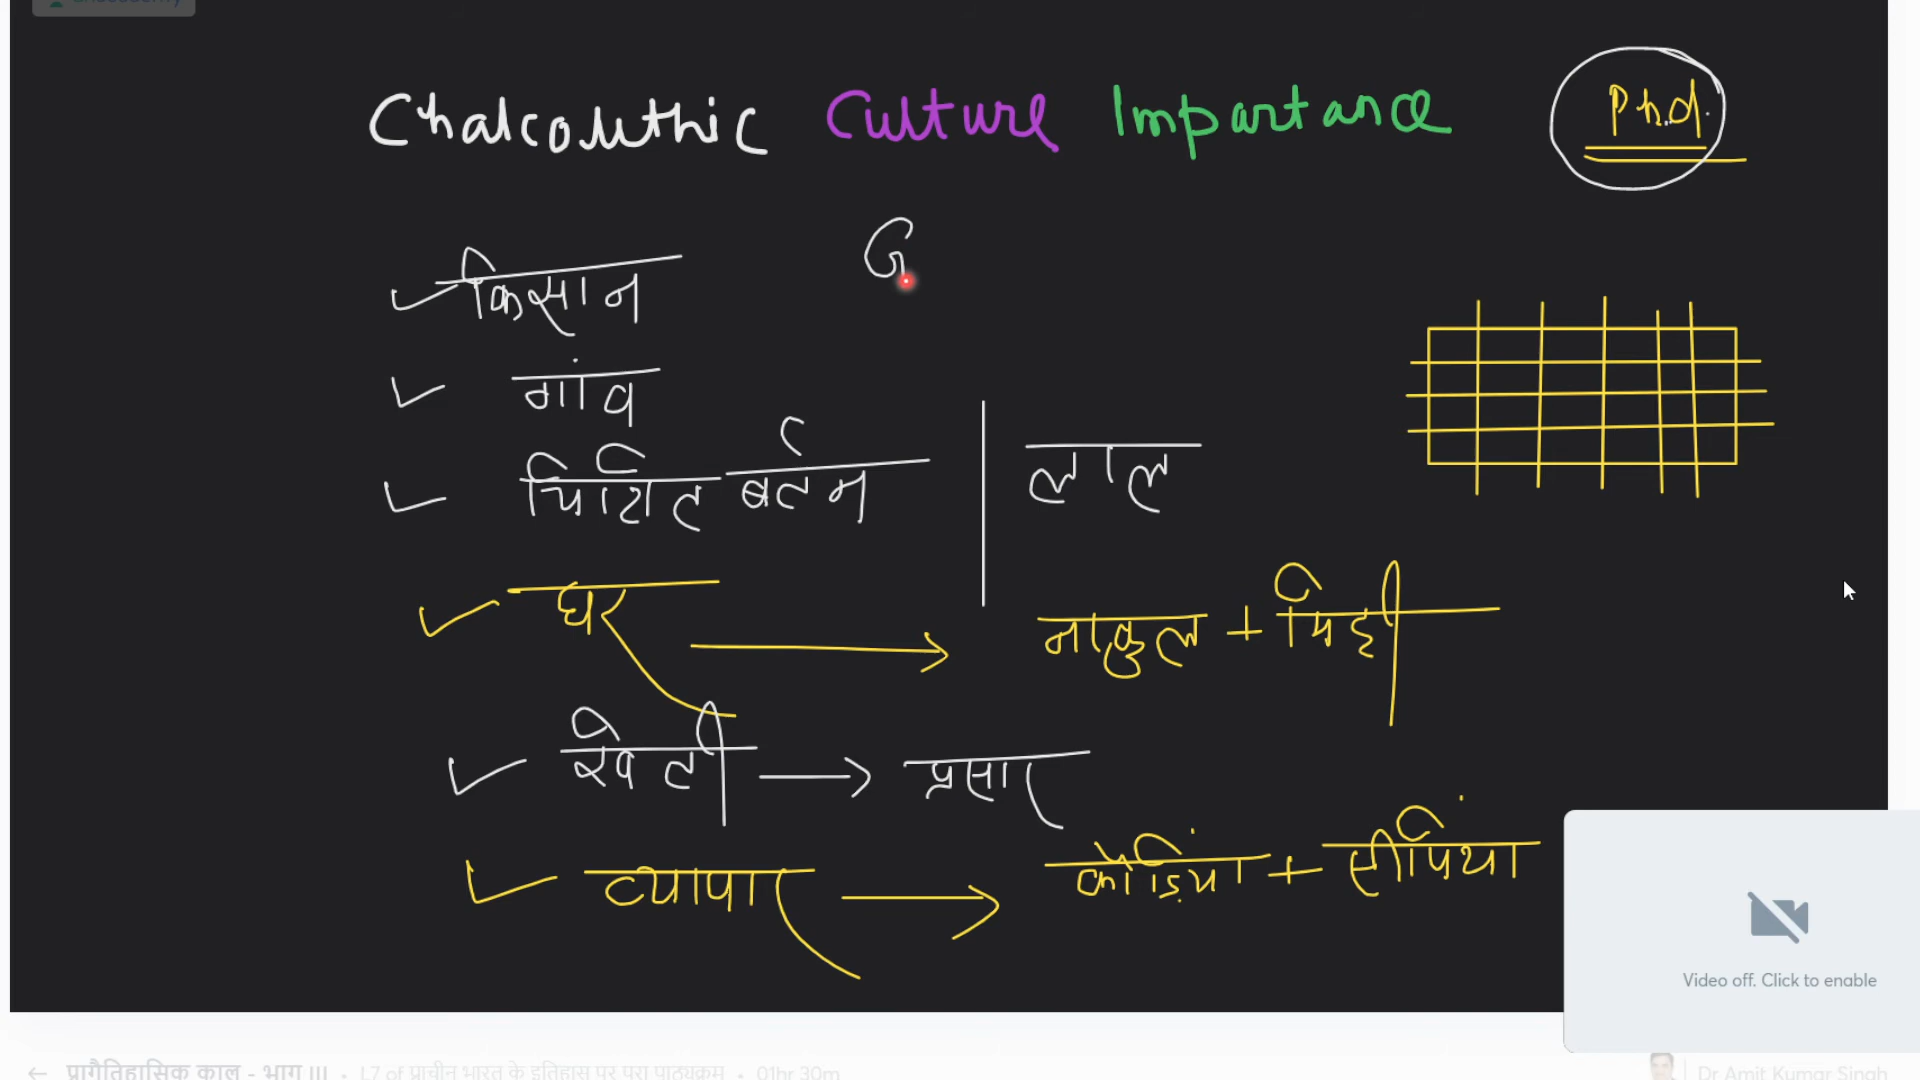 Chalcolithic Culture Importance Ph.d.
G
किसान
गांव
चित्रित बर्तन | लाल
घर → नरकुल + मिट्टी
खेती → प्रसार
व्यापार → कौड़ियां + सीपियां
Video off. Click to enable
प्रागैतिहासिक काल - भाग III • L7 of प्राचीन भारत के इतिहास पर पूरा पाठ्यक्रम • 01hr 30m
Dr Amit Kumar Singh